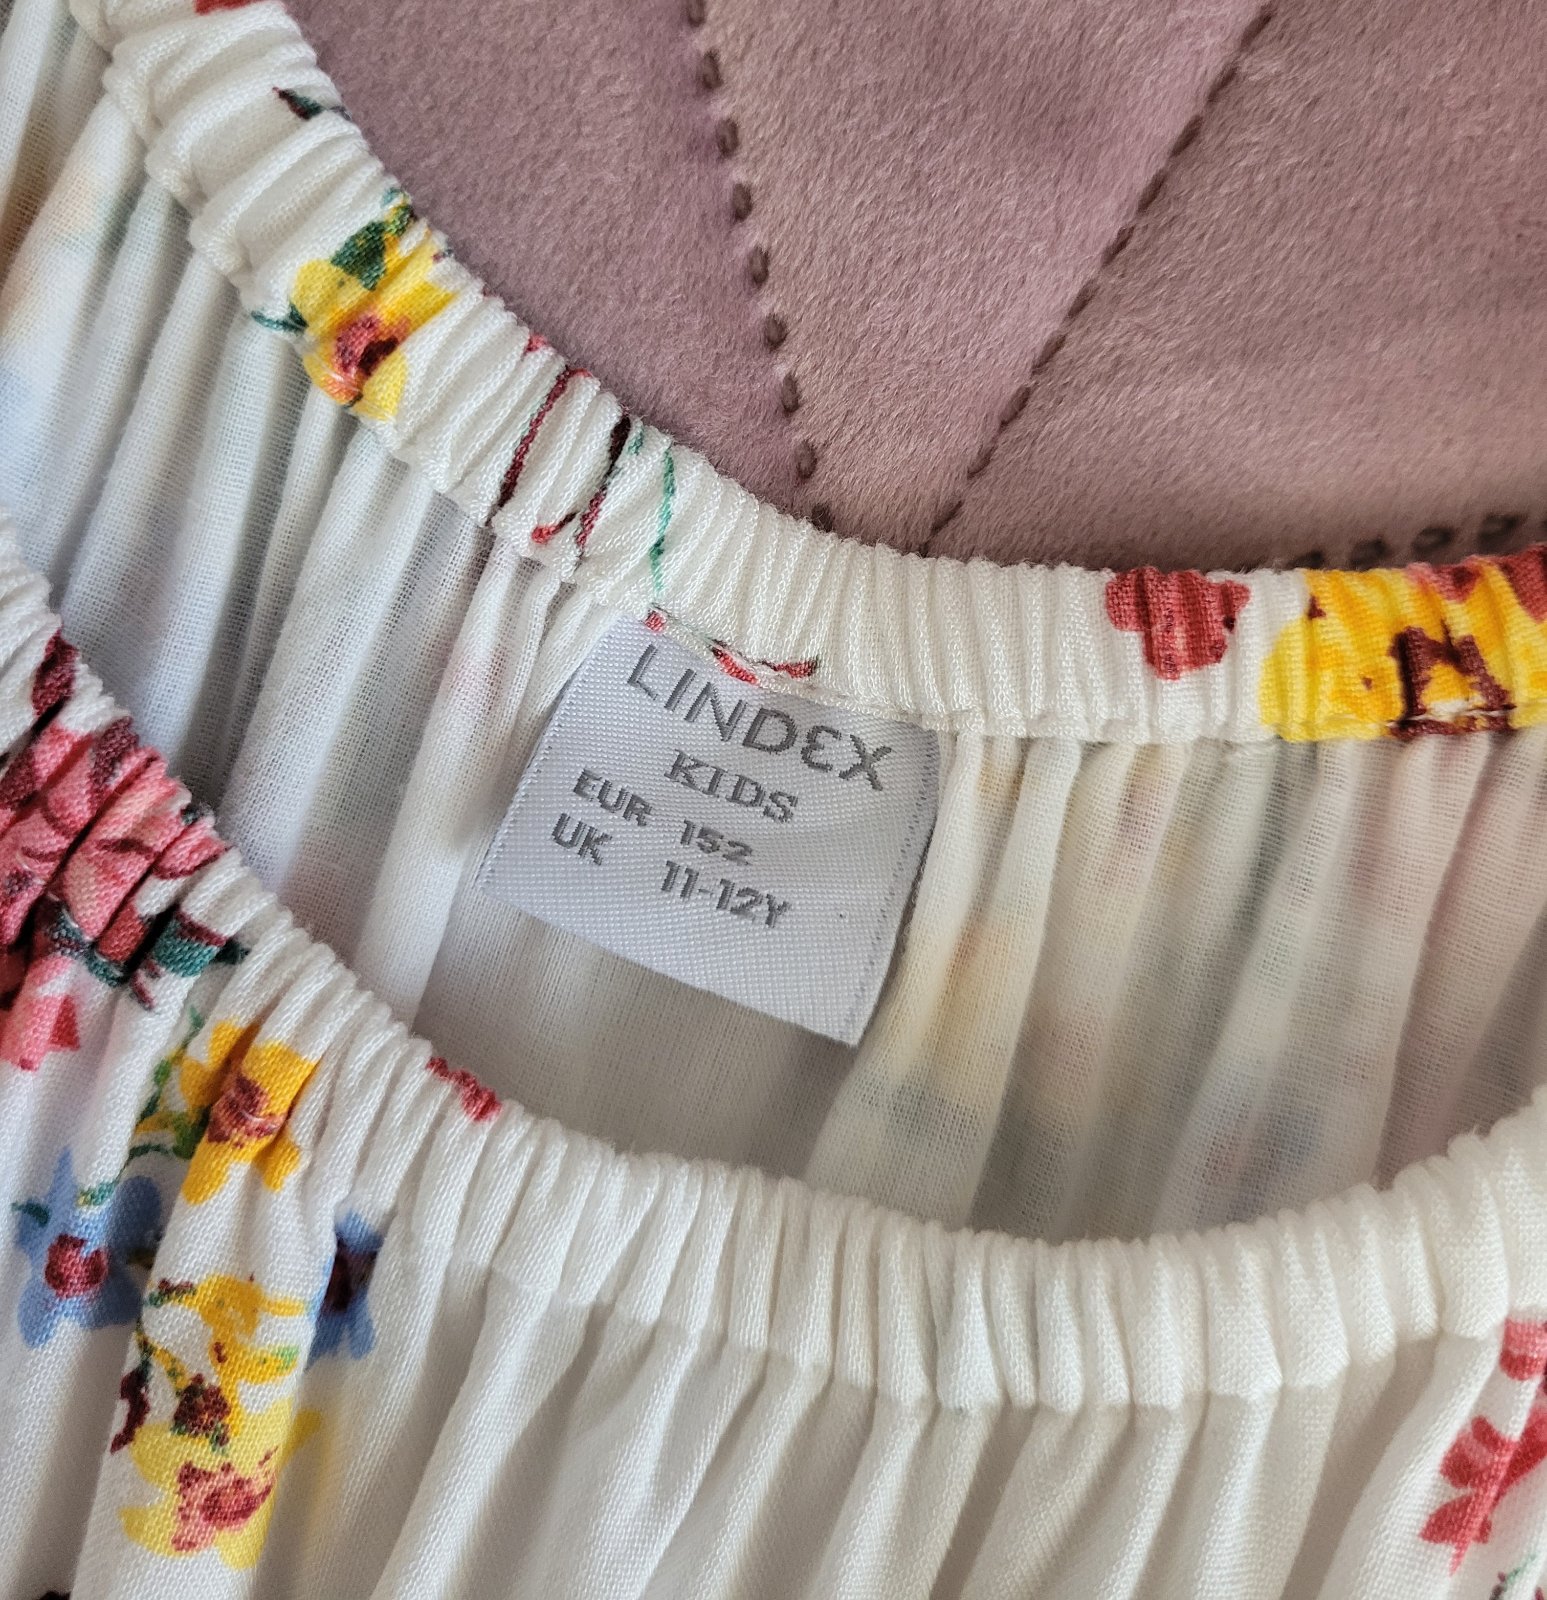 LINDEX
KIDS
EUR 152
UK 11-12Y